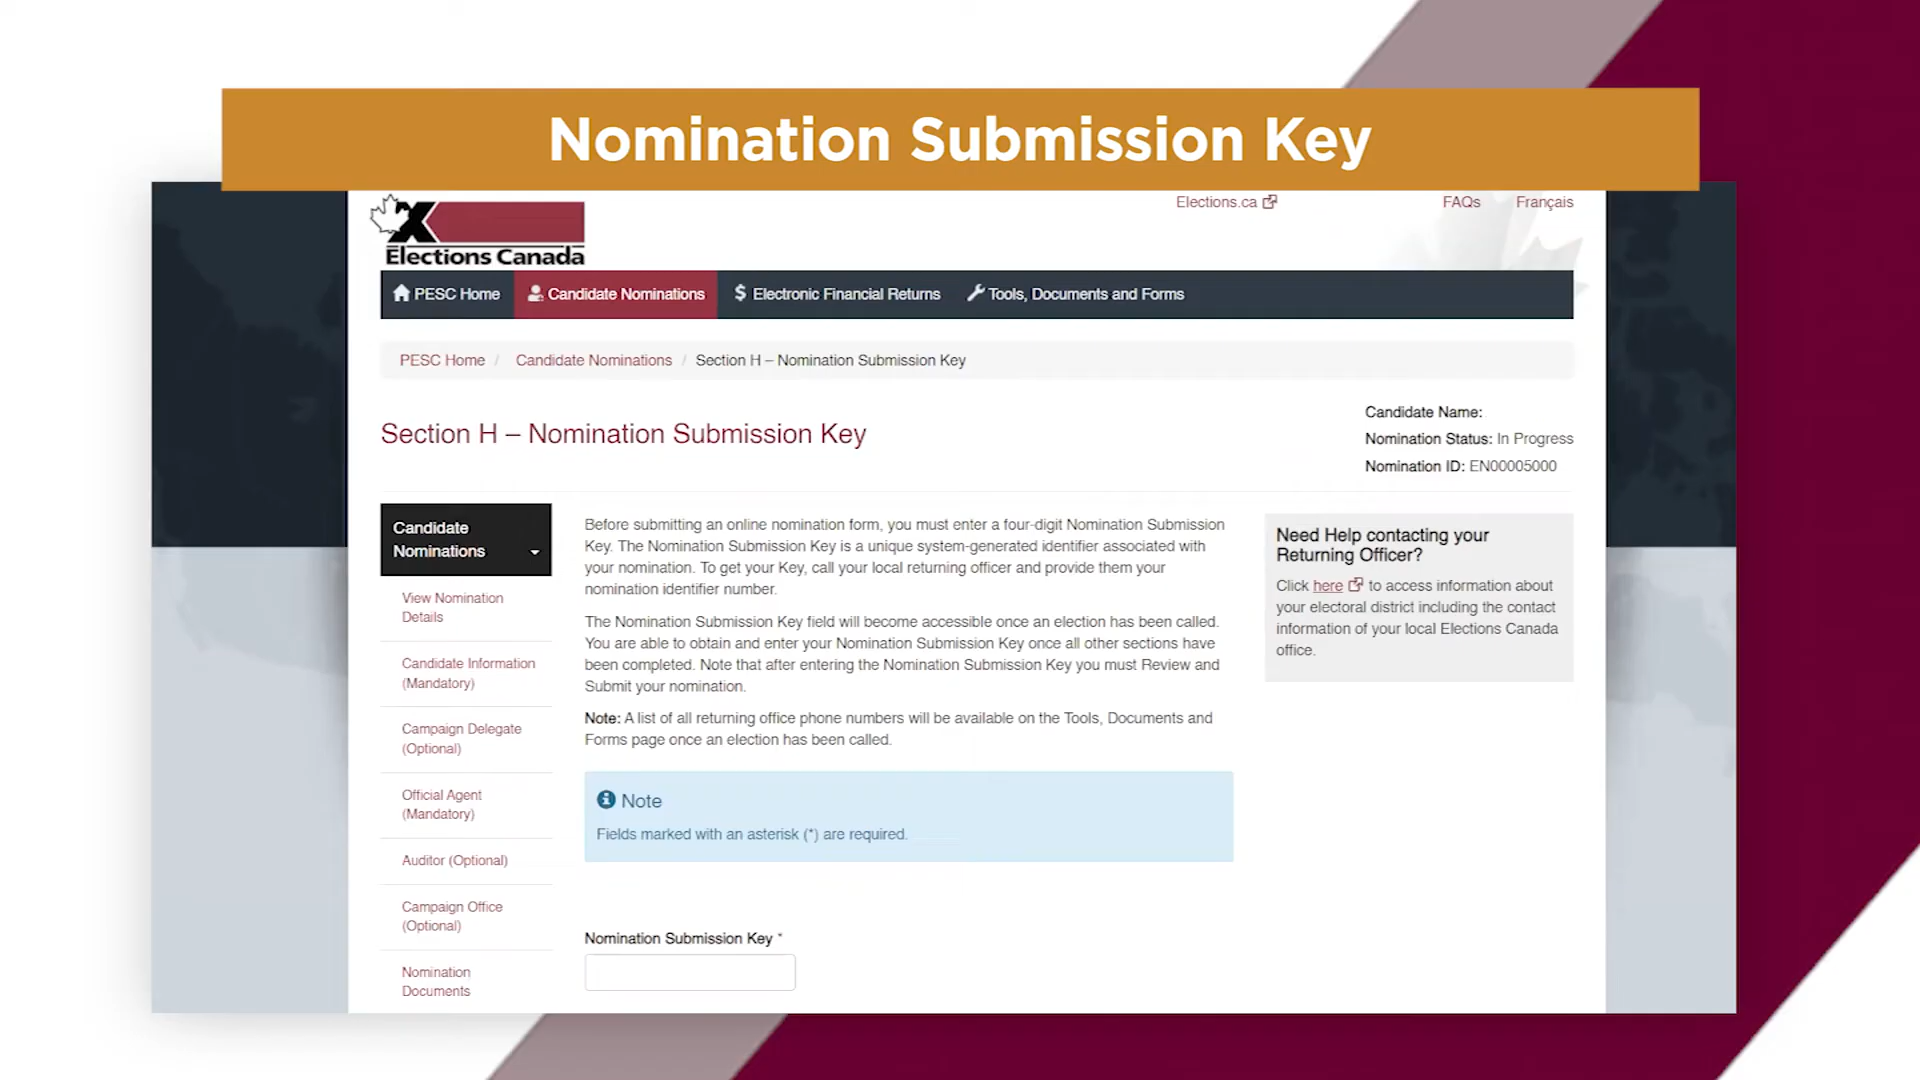 Nomination Submission Key
Elections Canada
Elections.ca
FAQs
Français
PESC Home
Candidate Nominations
$ Electronic Financial Returns
Tools, Documents and Forms
PESC Home / Candidate Nominations / Section H – Nomination Submission Key
Section H – Nomination Submission Key
Candidate Name:
Nomination Status: In Progress
Nomination ID: EN00005000
Candidate
Nominations
View Nomination
Details
Candidate Information
(Mandatory)
Campaign Delegate
(Optional)
Official Agent
(Mandatory)
Auditor (Optional)
Campaign Office
(Optional)
Nomination
Documents
Before submitting an online nomination form, you must enter a four-digit Nomination Submission
Key. The Nomination Submission Key is a unique system-generated identifier associated with
your nomination. To get your Key, call your local returning officer and provide them your
nomination identifier number.
The Nomination Submission Key field will become accessible once an election has been called.
You are able to obtain and enter your Nomination Submission Key once all other sections have
been completed. Note that after entering the Nomination Submission Key you must Review and
Submit your nomination.
Note: A list of all returning office phone numbers will be available on the Tools, Documents and
Forms page once an election has been called.
Note
Fields marked with an asterisk (*) are required.
Nomination Submission Key *
Need Help contacting your
Returning Officer?
Click here to access information about
your electoral district including the contact
information of your local Elections Canada
office.